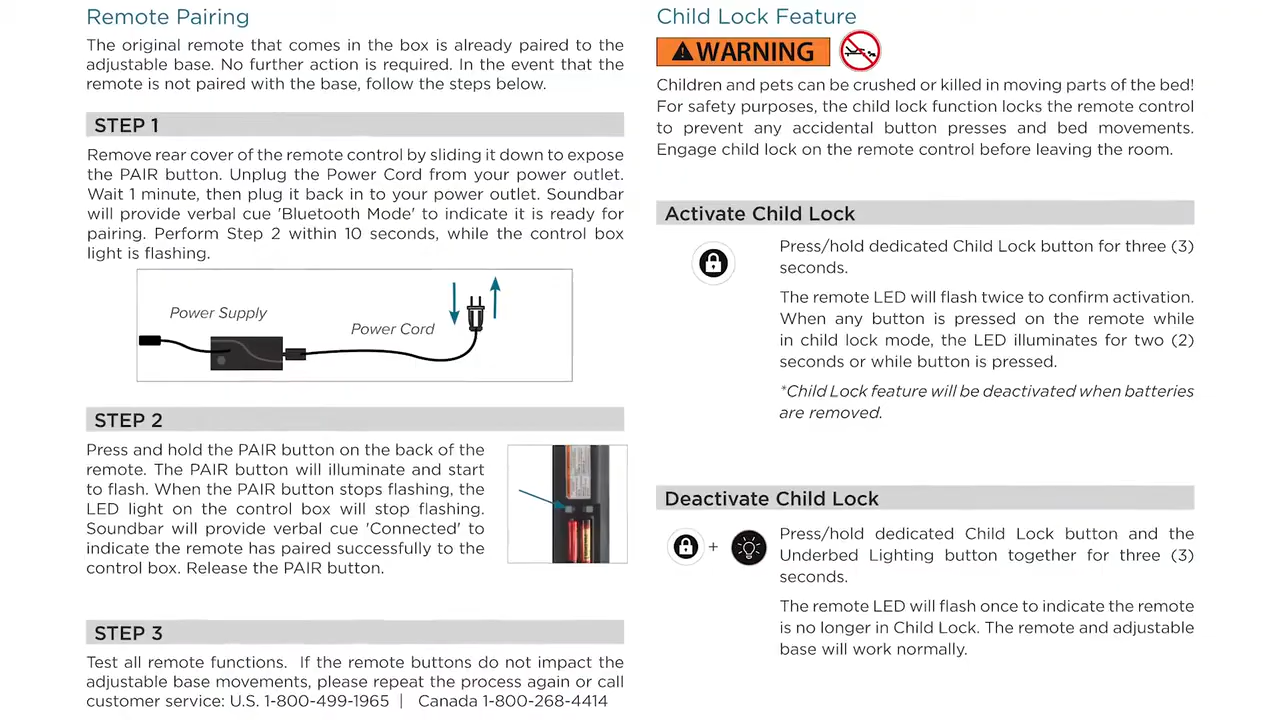 Remote Pairing
The original remote that comes in the box is already paired to the
adjustable base. No further action is required. In the event that the
remote is not paired with the base, follow the steps below.
STEP 1
Remove rear cover of the remote control by sliding it down to expose
the PAIR button. Unplug the Power Cord from your power outlet.
Wait 1 minute, then plug it back in to your power outlet. Soundbar
will provide verbal cue 'Bluetooth Mode' to indicate it is ready for
pairing. Perform Step 2 within 10 seconds, while the control box
light is flashing.
Power Supply
Power Cord
STEP 2
Press and hold the PAIR button on the back of the
remote. The PAIR button will illuminate and start
to flash. When the PAIR button stops flashing, the
LED light on the control box will stop flashing.
Soundbar will provide verbal cue 'Connected' to
indicate the remote has paired successfully to the
control box. Release the PAIR button.
STEP 3
Test all remote functions. If the remote buttons do not impact the
adjustable base movements, please repeat the process again or call
customer service: U.S. 1-800-499-1965 | Canada 1-800-268-4414
Child Lock Feature
WARNING
Children and pets can be crushed or killed in moving parts of the bed!
For safety purposes, the child lock function locks the remote control
to prevent any accidental button presses and bed movements.
Engage child lock on the remote control before leaving the room.
Activate Child Lock
Press/hold dedicated Child Lock button for three (3)
seconds.
The remote LED will flash twice to confirm activation.
When any button is pressed on the remote while
in child lock mode, the LED illuminates for two (2)
seconds or while button is pressed.
*Child Lock feature will be deactivated when batteries
are removed.
Deactivate Child Lock
+
Press/hold dedicated Child Lock button and the
Underbed Lighting button together for three (3)
seconds.
The remote LED will flash once to indicate the remote
is no longer in Child Lock. The remote and adjustable
base will work normally.